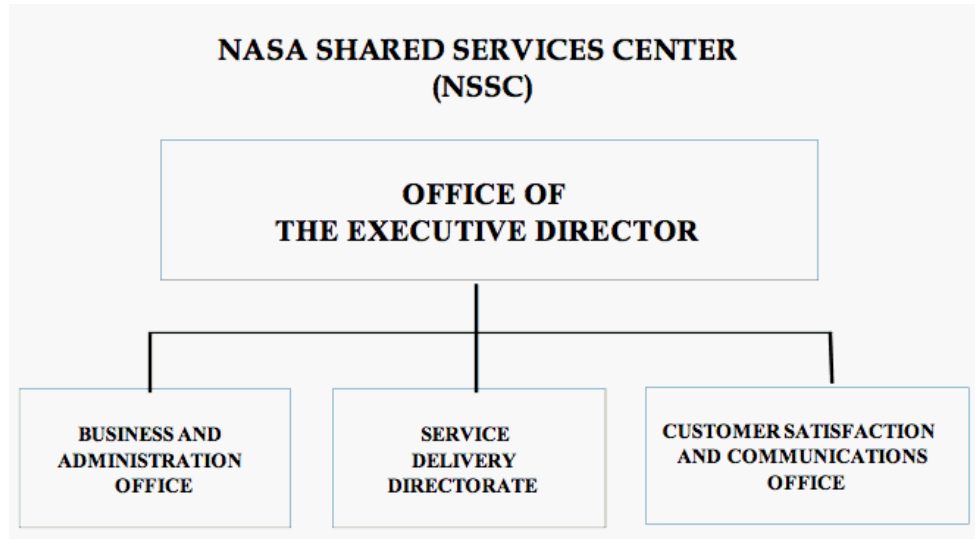 NASA SHARED SERVICES CENTER
(NSSC)
OFFICE OF
THE EXECUTIVE DIRECTOR
BUSINESS AND
ADMINISTRATION
OFFICE
SERVICE
DELIVERY
DIRECTORATE
CUSTOMER SATISFACTION
AND COMMUNICATIONS
OFFICE